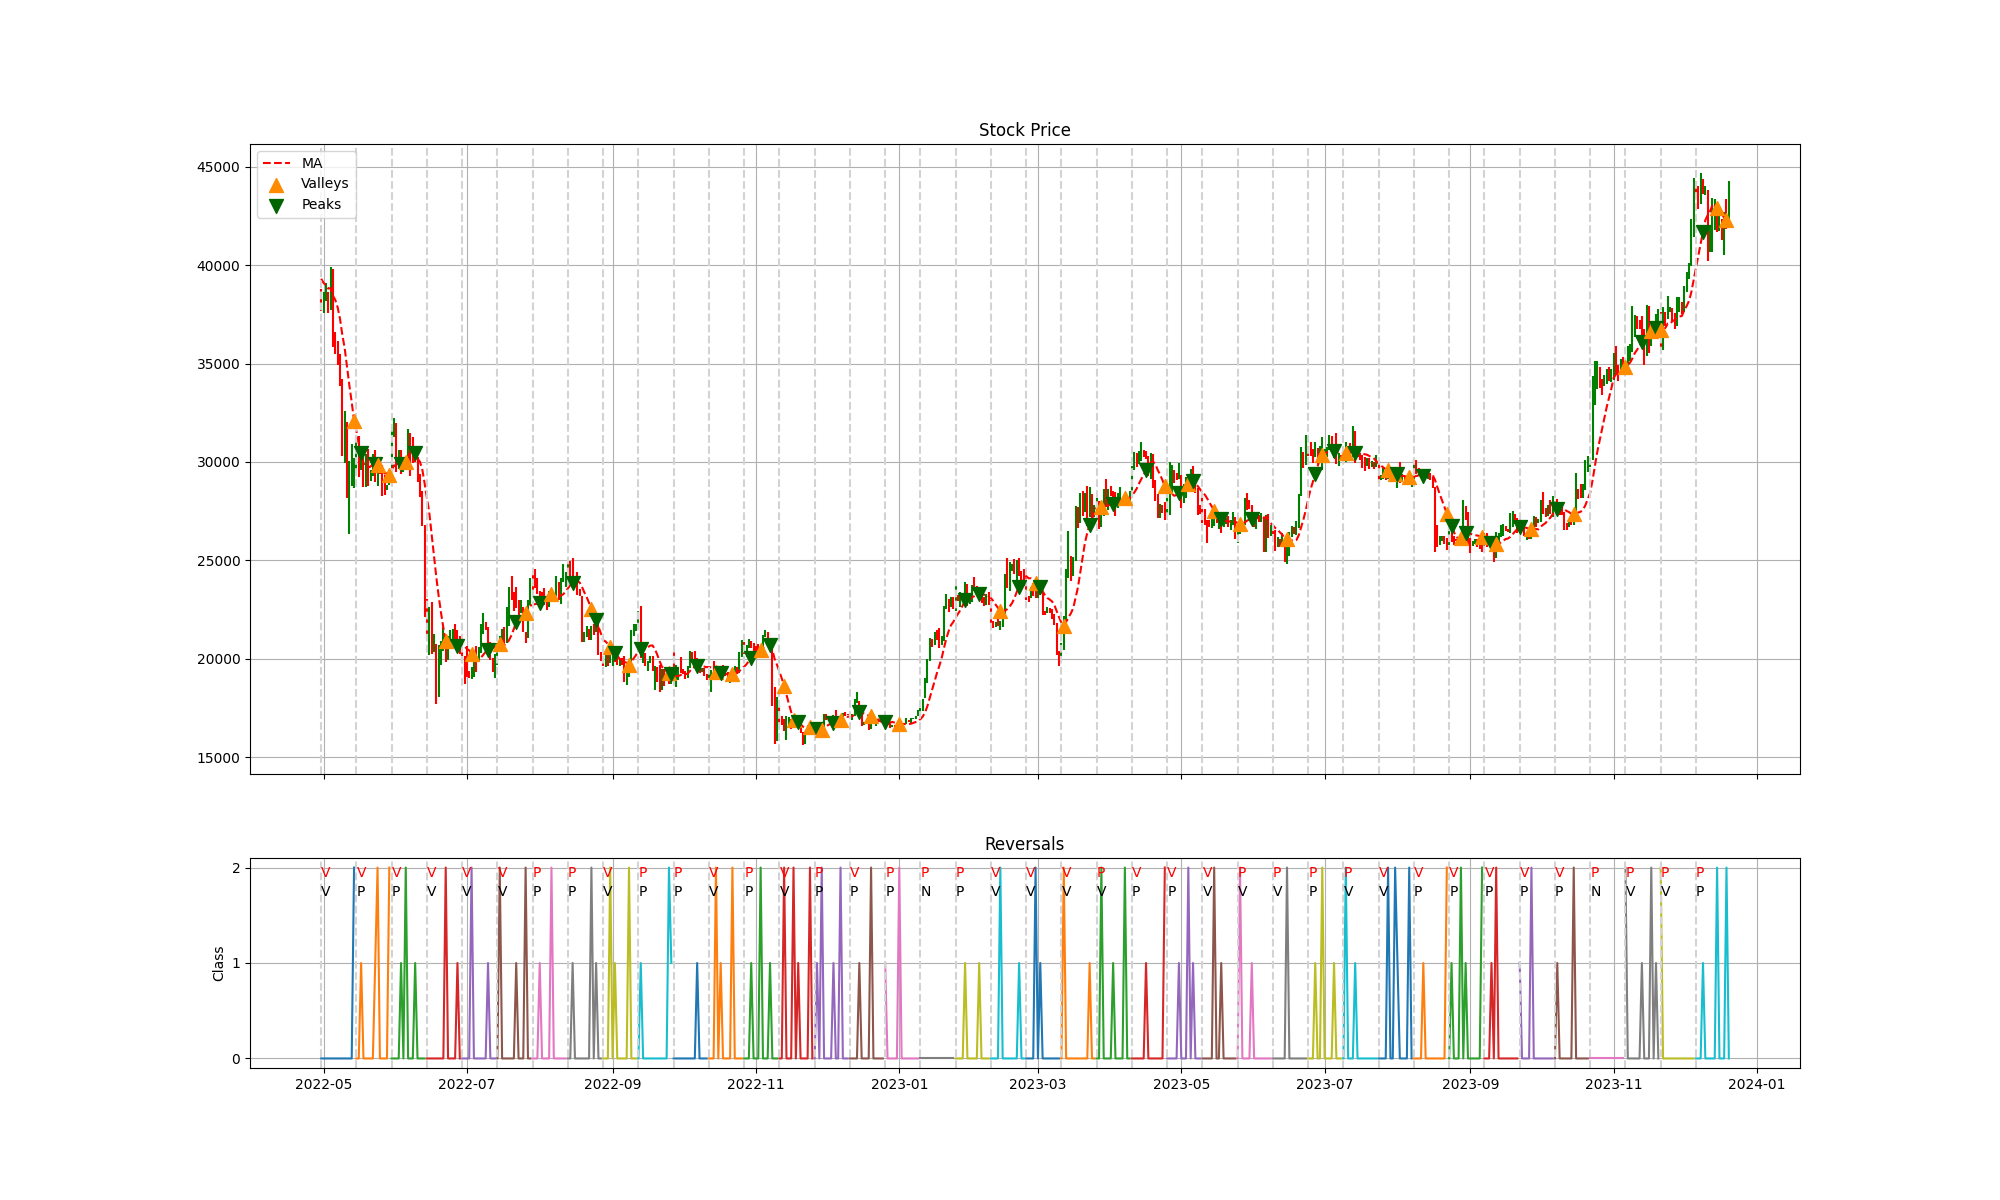 Stock Price
MA
Valleys
Peaks
45000
40000
35000
30000
25000
20000
15000
Reversals
V V V V V V P P V P P V P V P V P P P V V V P V V V P P P P V V V V V V P P P P
V P P V V V P P V P P V P V P P P N P V V V V P P V V V P V V P P P P P N V V P
2
1
0
Class
2022-05 2022-07 2022-09 2022-11 2023-01 2023-03 2023-05 2023-07 2023-09 2023-11 2024-01